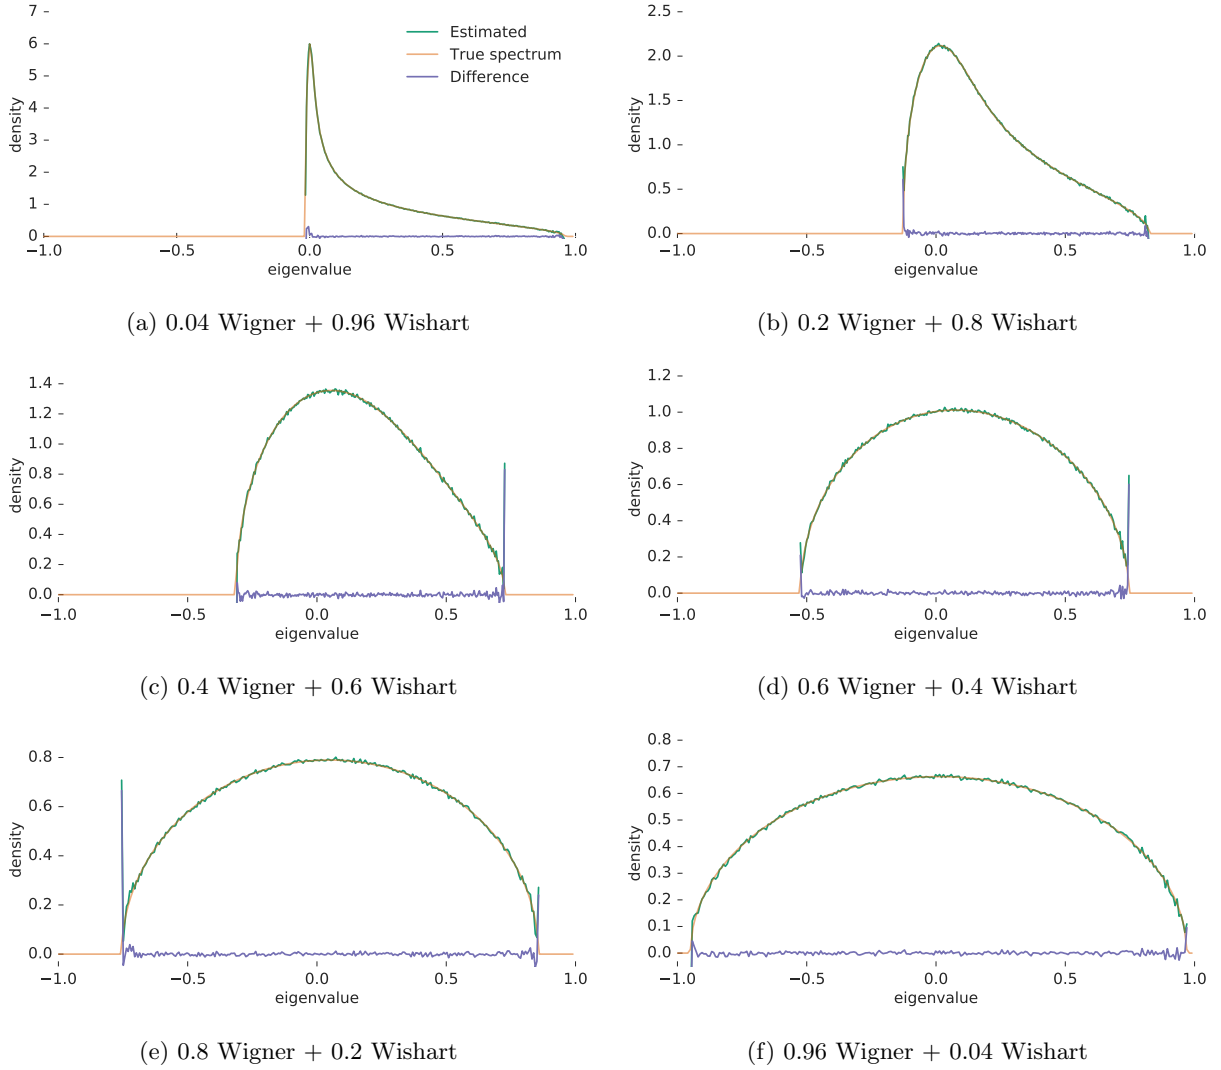 7
6
5
4
3
2
1
0
density
−1.0 −0.5 0.0 0.5 1.0
eigenvalue
Estimated
True spectrum
Difference
(a) 0.04 Wigner + 0.96 Wishart
2.5
2.0
1.5
1.0
0.5
0.0
density
−1.0 −0.5 0.0 0.5 1.0
eigenvalue
(b) 0.2 Wigner + 0.8 Wishart
1.4
1.2
1.0
0.8
0.6
0.4
0.2
0.0
density
−1.0 −0.5 0.0 0.5 1.0
eigenvalue
(c) 0.4 Wigner + 0.6 Wishart
1.2
1.0
0.8
0.6
0.4
0.2
0.0
density
−1.0 −0.5 0.0 0.5 1.0
eigenvalue
(d) 0.6 Wigner + 0.4 Wishart
0.8
0.6
0.4
0.2
0.0
density
−1.0 −0.5 0.0 0.5 1.0
eigenvalue
(e) 0.8 Wigner + 0.2 Wishart
0.8
0.7
0.6
0.5
0.4
0.3
0.2
0.1
0.0
density
−1.0 −0.5 0.0 0.5 1.0
eigenvalue
(f) 0.96 Wigner + 0.04 Wishart